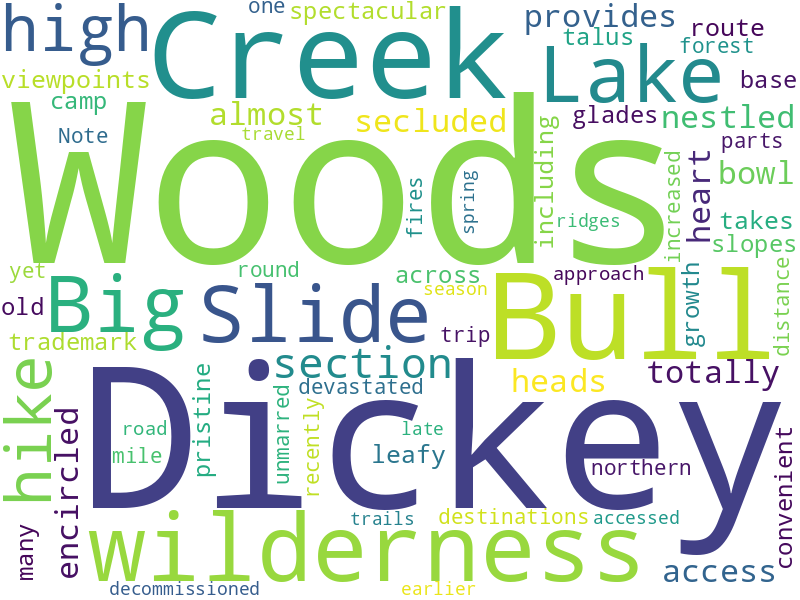 one
spectacular
high
Creek
provides
route
talus
forest
Lake
viewpoints
base
camp
almost
secluded
glades
nestled
Note
travel
parts
Woods
including
increased
heart
bowl
fires
spring
ridges
takes
slopes
yet
round
across
approach
season
old
Big
Slide
Bull
growth
distance
trademark
trip
section
totally
hike
heads
encircled
pristine
devastated
unmarred
recently
Dickey
road
late
mile
leafy
northern
convenient
many
wilderness
trails
destinations
accessed
access
decommissioned
earlier